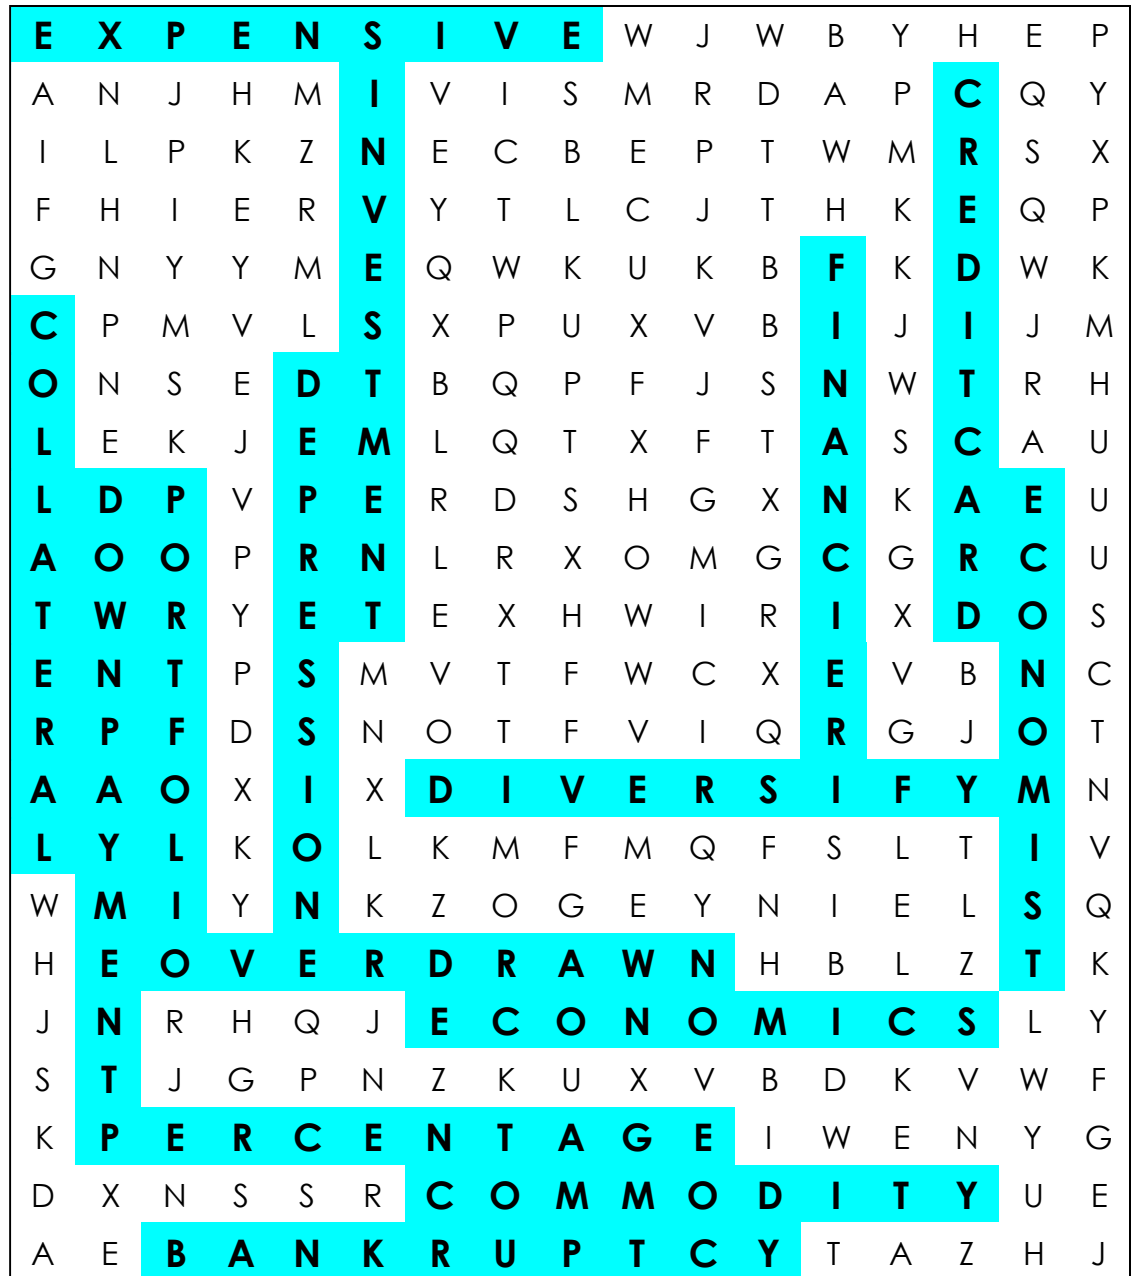 E X P E N S I V E W J W B Y H E P
A N J H M I V I S M R D A P C Q Y
I L P K Z N E C B E P T W M R S X
F H I E R V Y T L C J T H K E Q P
G N Y Y M E Q W K U K B F K D W K
C P M V L S X P U X V B I J I J M
O N S E D T B Q P F J S N W T R H
L E K J E M L Q T X F T A S C A U
L D P V P E R D S H G X N K A E U
A O O P R N L R X O M G C G R C U
T W R Y E T E X H W I R I X D O S
E N T P S M V T F W C X E V B N C
R P F D S N O T F V I Q R G J O T
A A O X I X D I V E R S I F Y M N
L Y L K O L K M F M Q F S L T I V
W M I Y N K Z O G E Y N I E L S Q
H E O V E R D R A W N H B L Z T K
J N R H Q J E C O N O M I C S L Y
S T J G P N Z K U X V B D K V W F
K P E R C E N T A G E I W E N Y G
D X N S S R C O M M O D I T Y U E
A E B A N K R U P T C Y T A Z H J